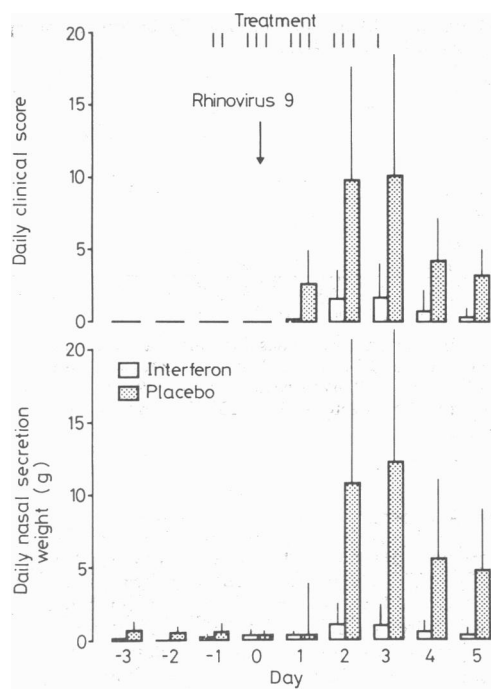 Treatment
20
Rhinovirus 9
15
10
5
0
Daily clinical score
20
Interferon
Placebo
15
10
5
0
Daily nasal secretion
weight (g)
-3 -2 -1 0 1 2 3 4 5
Day